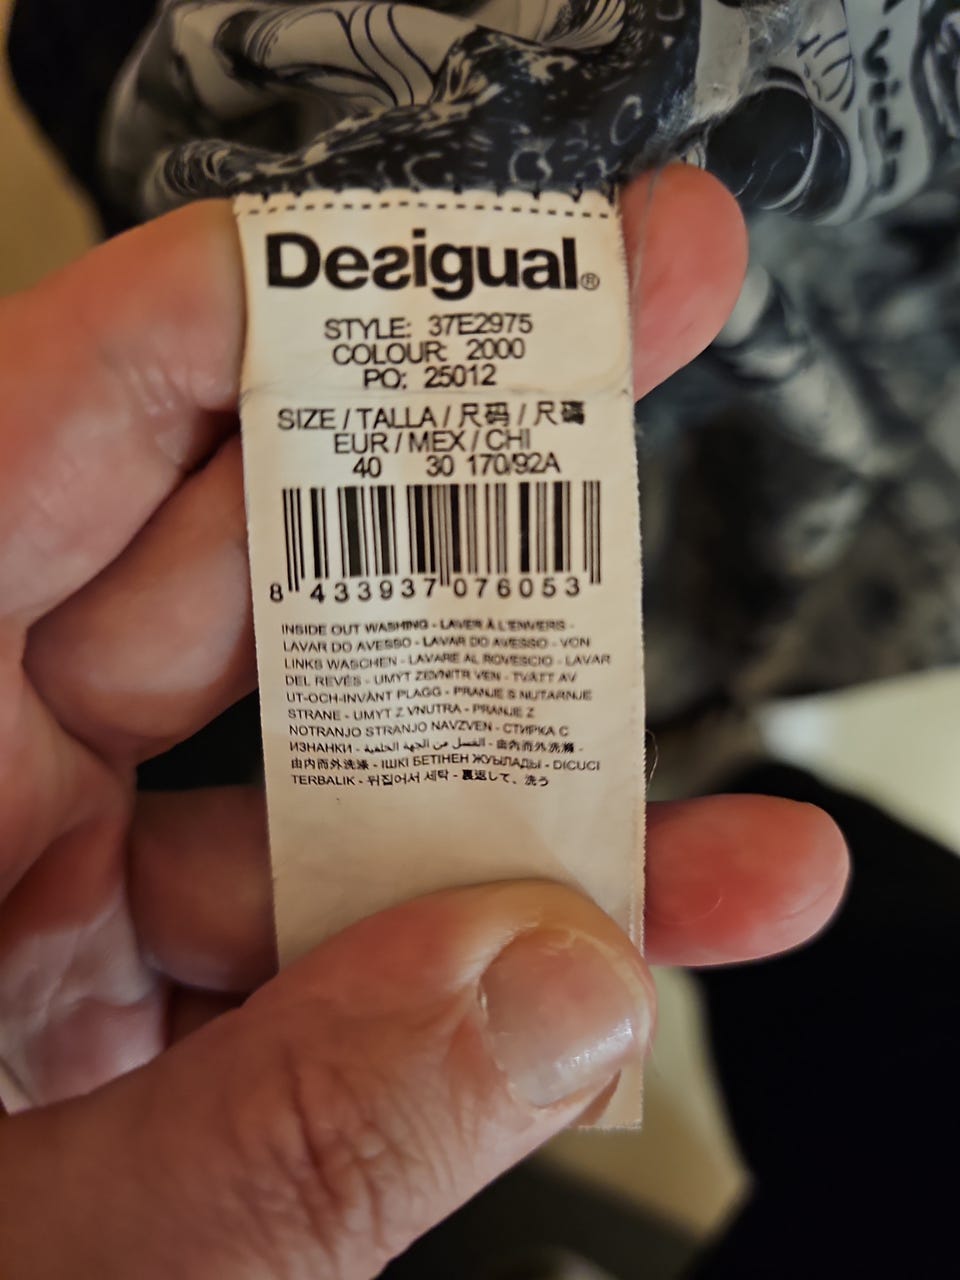 Desigual®
STYLE: 37E2975
COLOUR: 2000
PO: 25012
SIZE / TALLA / 尺码 / 尺碼
EUR / MEX / CHI
40 30 170/92A
8 433937 076053
INSIDE OUT WASHING - LAVER À L'ENVERS -
LAVAR DO AVESSO - LAVAR DO AVESSO - VON
LINKS WASCHEN - LAVARE AL ROVESCIO - LAVAR
DEL REVÉS - UMYT ZEVNITR VEN - TVÄTT AV
UT-OCH-INVÄNT PLAGG - PRANJE S NUTARNJE
STRANE - UMYT Z VNUTRA - PRANJE Z
NOTRANJO STRANJO NAVZVEN - СТИРКА С
ИЗНАНКИ - الغسل من الجهة الخلفية - 由內而外洗滌 -
由内而外洗涤 - ІШКІ БЕТІНЕН ЖУЫЛАДЫ - DICUCI
TERBALIK - 뒤집어서 세탁 - 裏返して、洗う